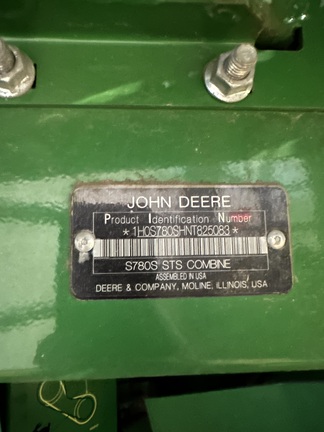 JOHN DEERE
Product Identification Number
*1H0S780SHNT825083*
S780S STS COMBINE
ASSEMBLED IN USA
DEERE & COMPANY, MOLINE, ILLINOIS, USA